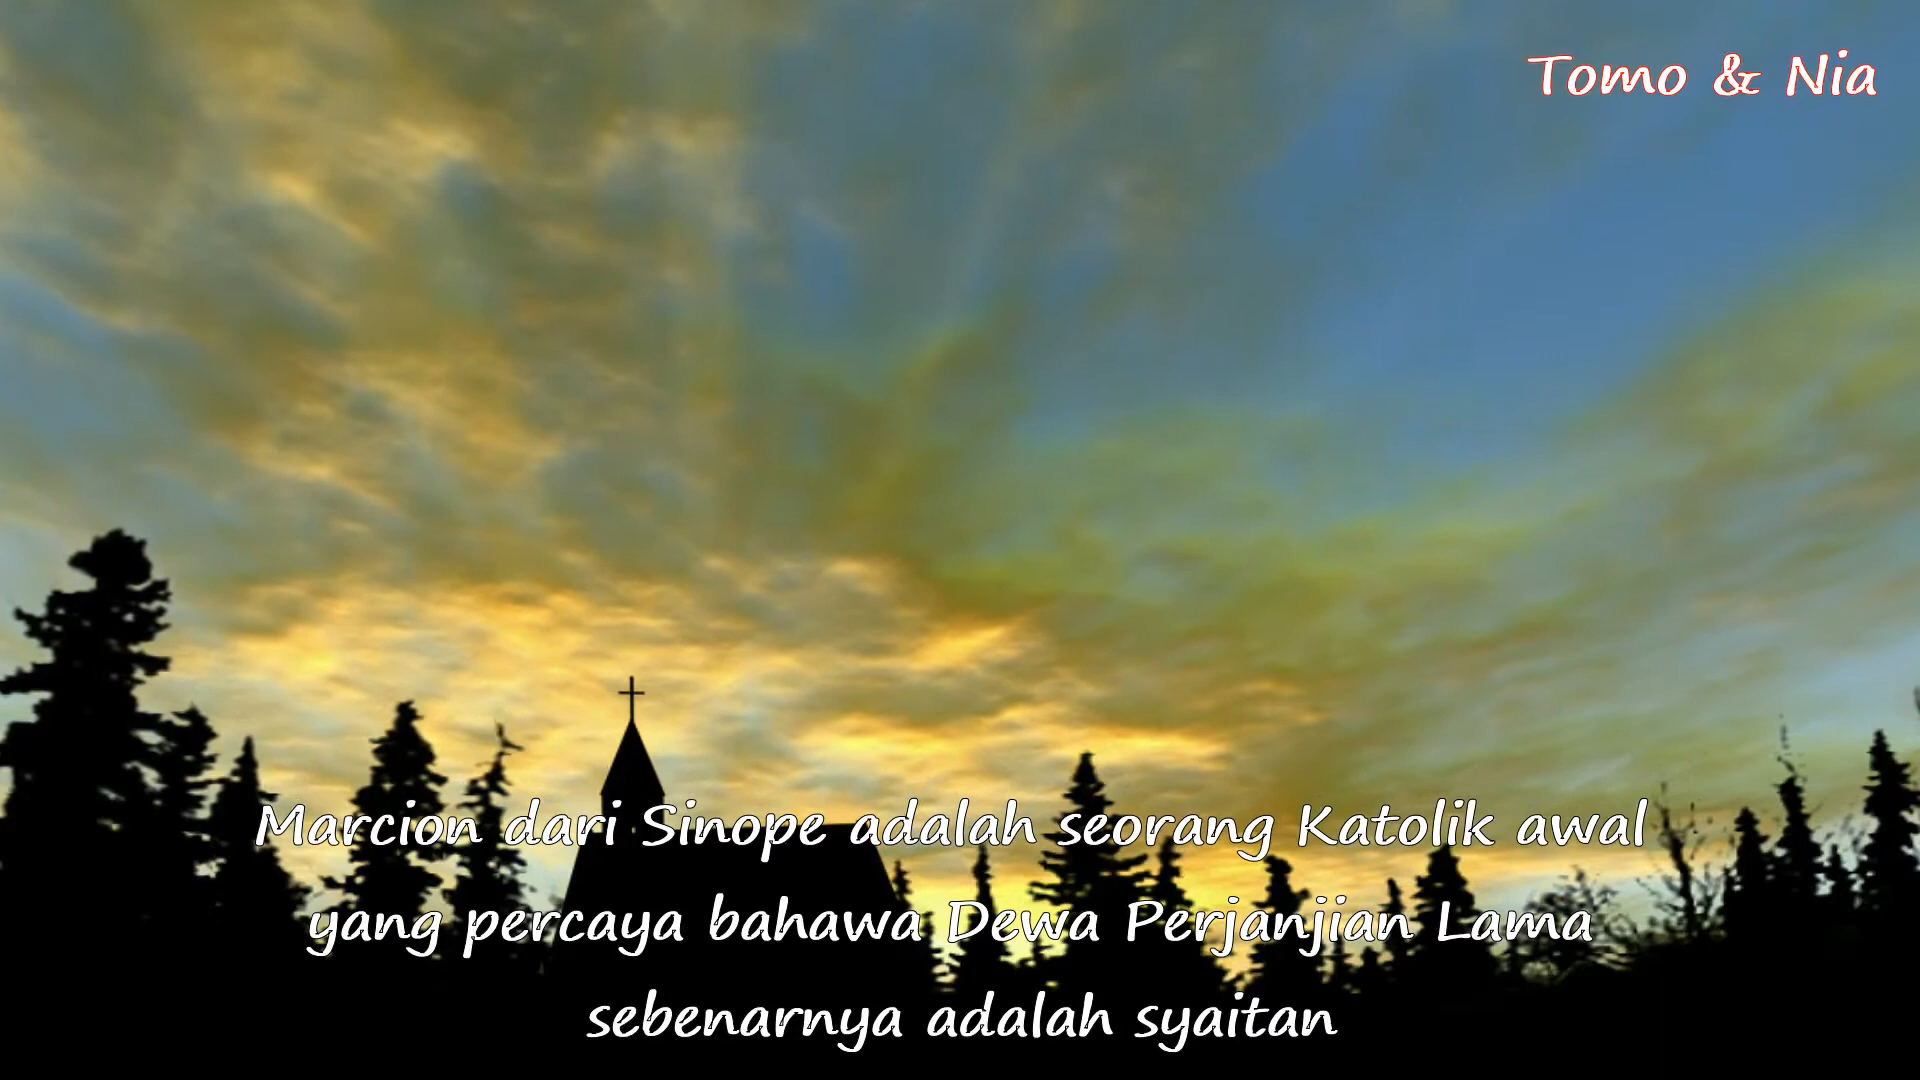 Tomo & Nia
Marcion dari Sinope adalah seorang Katolik awal
yang percaya bahawa Dewa Perjanjian Lama
sebenarnya adalah syaitan